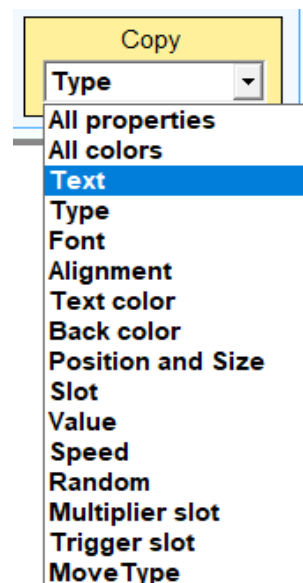 Copy
Type
All properties
All colors
Text
Type
Font
Alignment
Text color
Back color
Position and Size
Slot
Value
Speed
Random
Multiplier slot
Trigger slot
MoveType